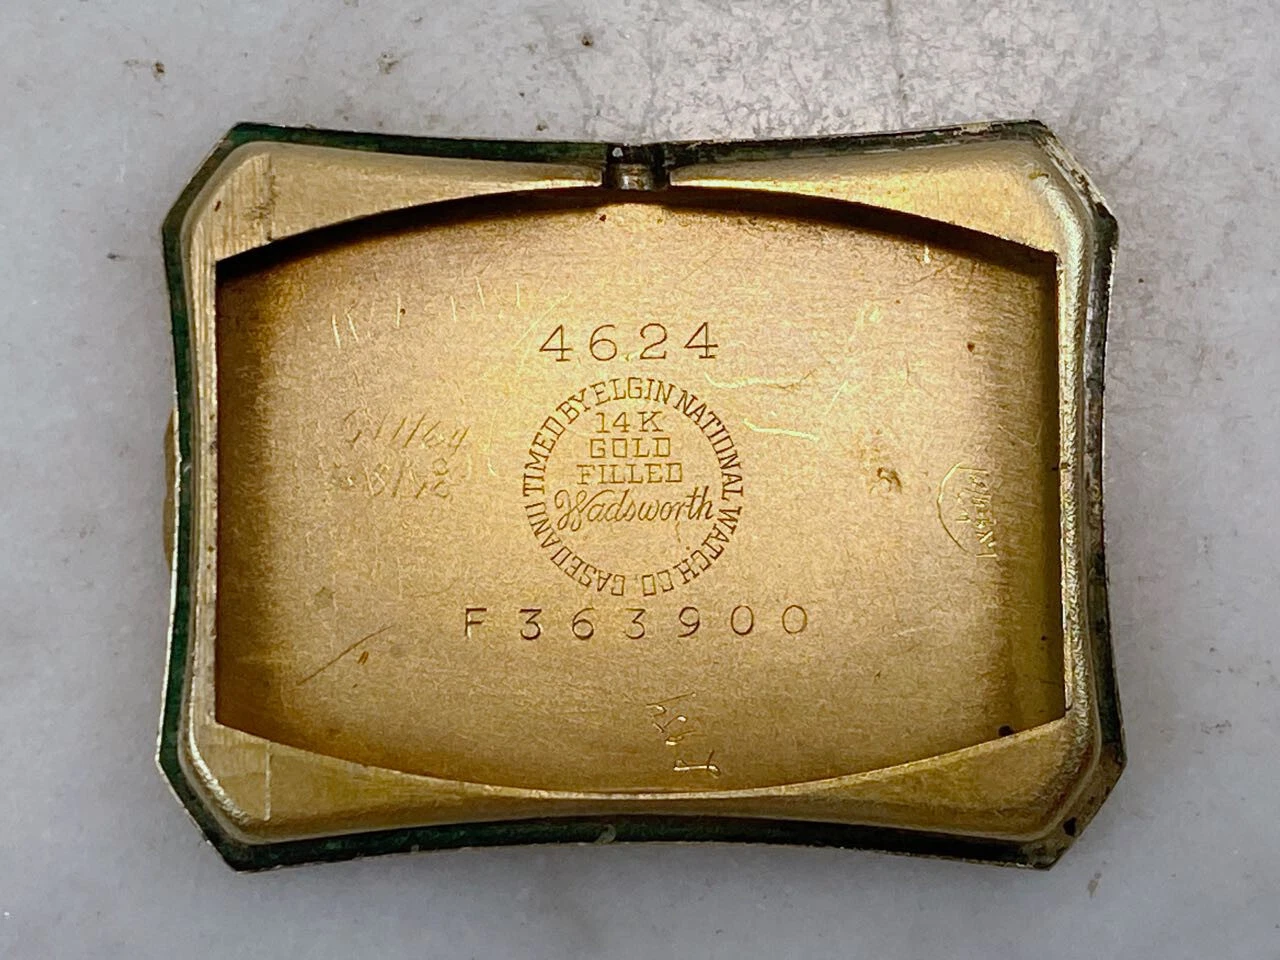 4624
CASED AND TIMED BY ELGIN NATIONAL WATCH CO.
14K
GOLD
FILLED
Wadsworth
F363900